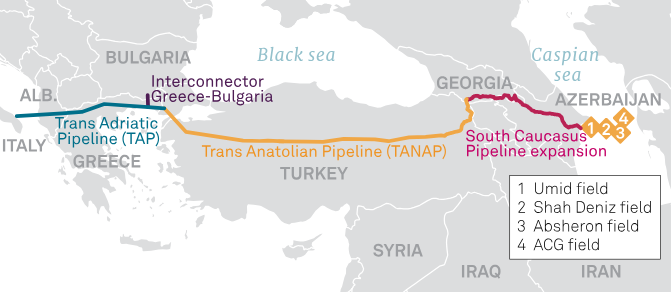 Black sea
Caspian
sea
BULGARIA
GEORGIA
Interconnector
Greece-Bulgaria
ALB.
AZERBAIJAN
4
1 2 3
Trans Adriatic
Pipeline (TAP)
South Caucasus
Pipeline expansion
ITALY
GREECE
Trans Anatolian Pipeline (TANAP)
TURKEY
1 Umid field
2 Shah Deniz field
3 Absheron field
4 ACG field
SYRIA
IRAQ
IRAN